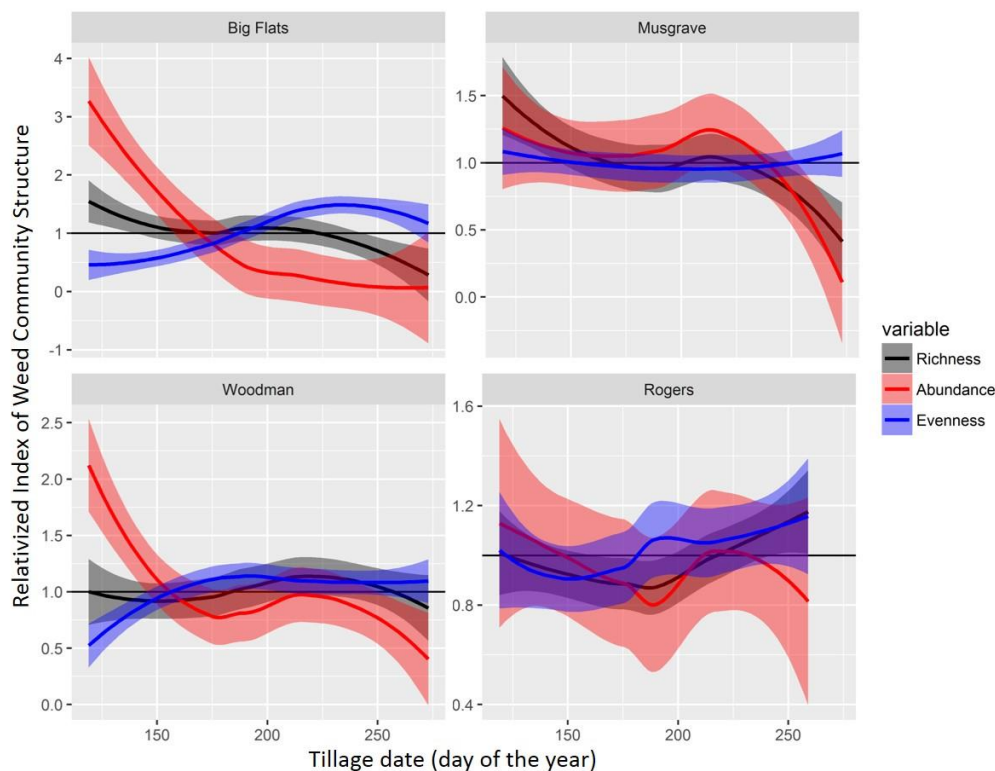 Relativized Index of Weed Community Structure
Big Flats
4
3
2
1
0
-1
Musgrave
1.5
1.0
0.5
0.0
Woodman
2.5
2.0
1.5
1.0
0.5
0.0
150
200
250
Rogers
1.6
1.2
0.8
0.4
150
200
250
Tillage date (day of the year)
variable
Richness
Abundance
Evenness